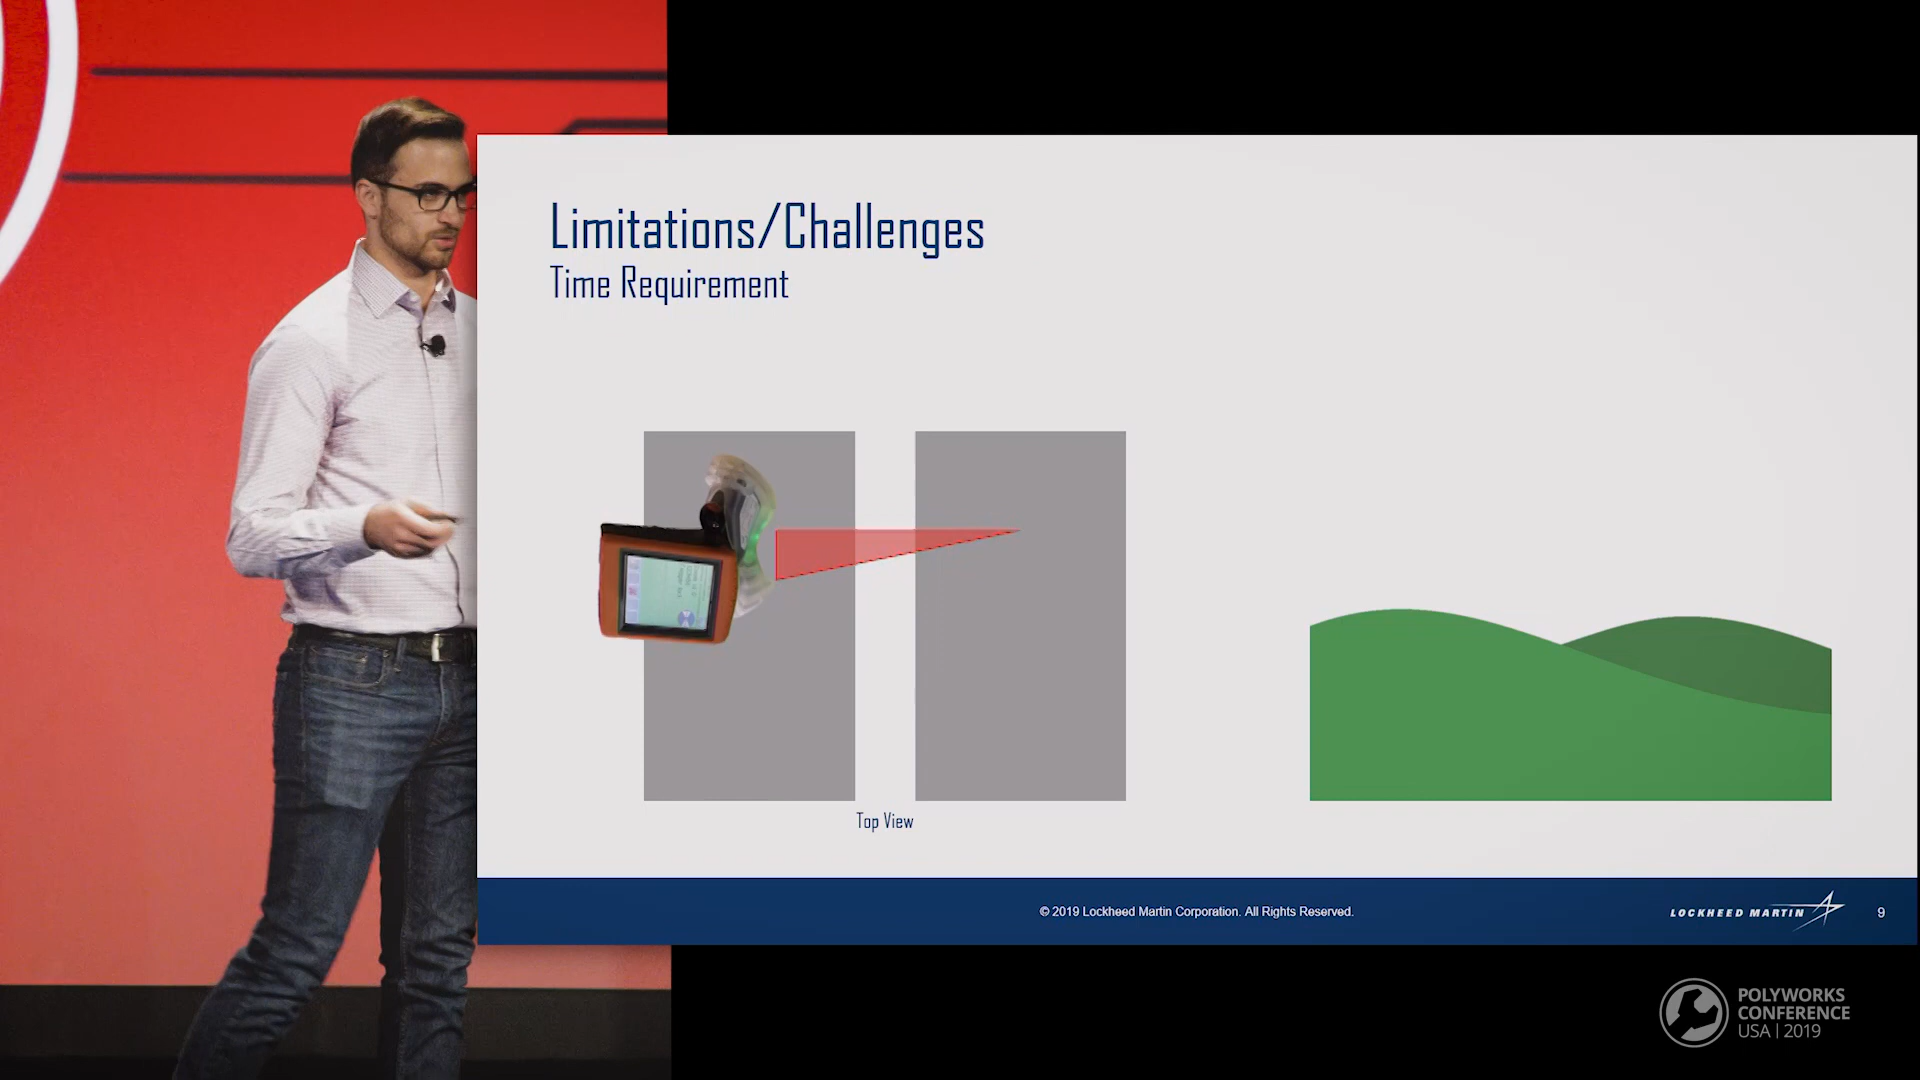 Limitations/Challenges
Time Requirement
Top View
© 2019 Lockheed Martin Corporation. All Rights Reserved.
LOCKHEED MARTIN
9
POLYWORKS
CONFERENCE
USA | 2019